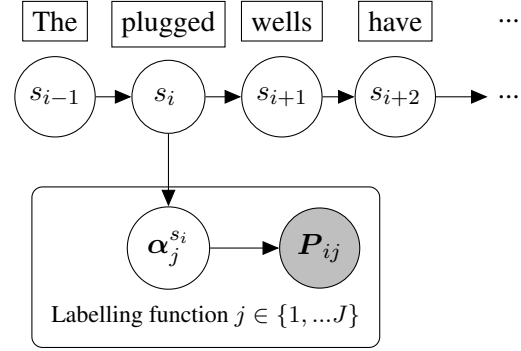 The plugged wells have ...
s_{i−1} s_i s_{i+1} s_{i+2} ...
α_j^{s_i} P_{ij}
Labelling function j ∈ {1, ...J}